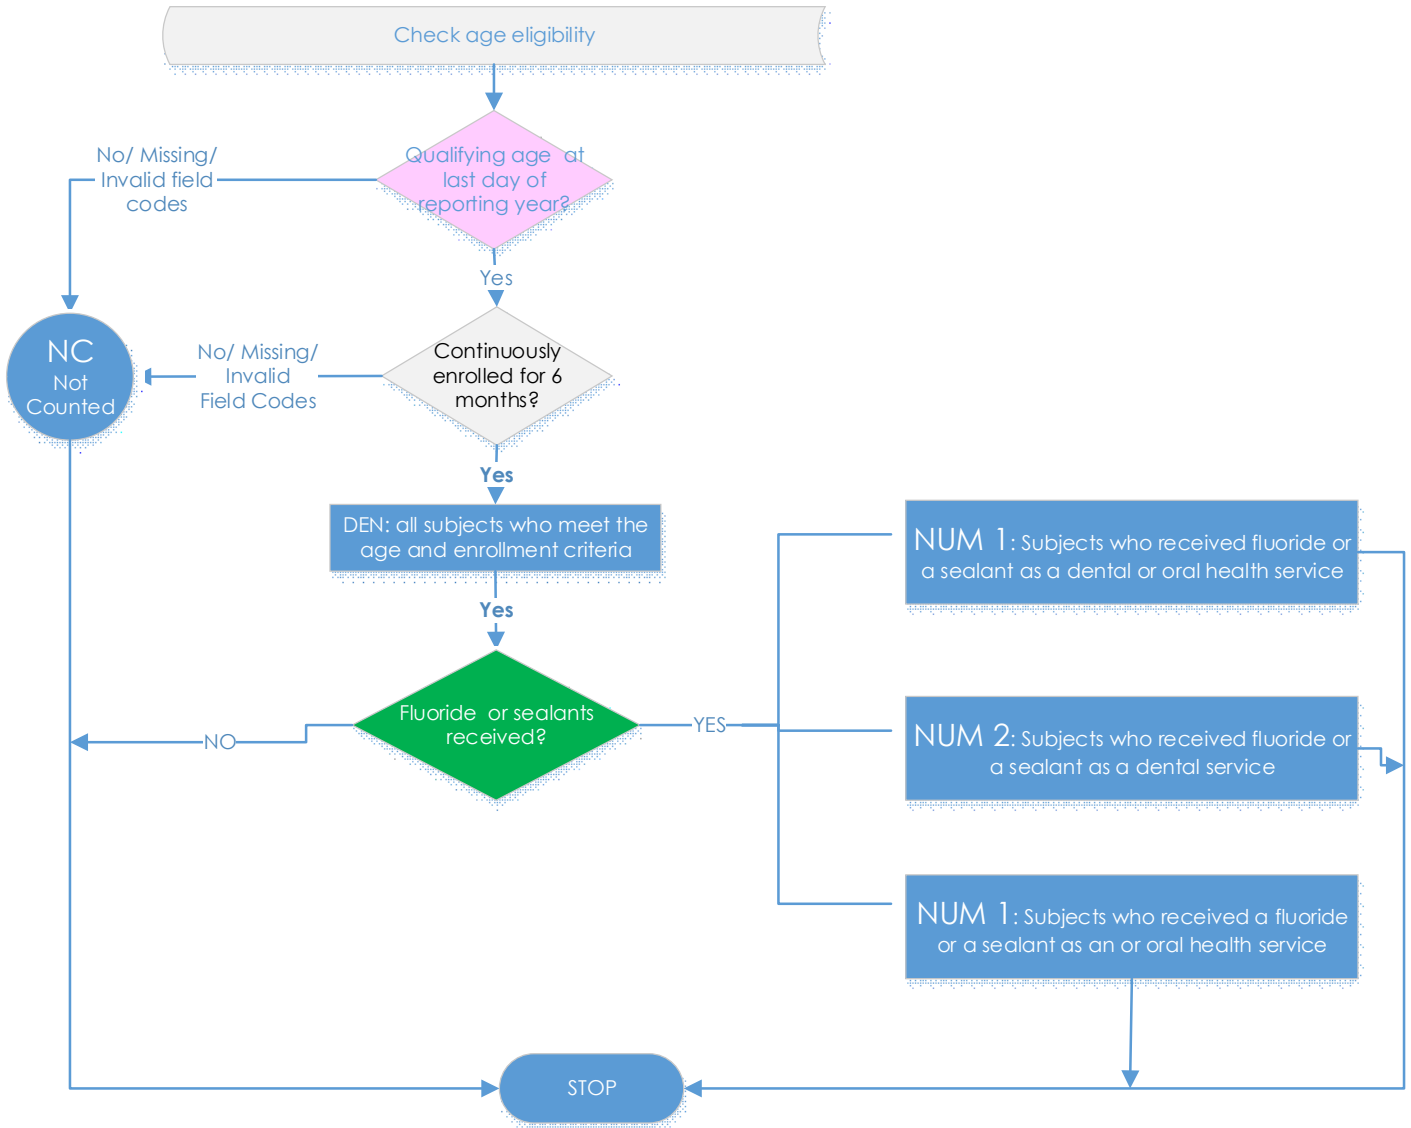 Check age eligibility
Qualifying age at
last day of
reporting year?
No/ Missing/
Invalid field
codes
Yes
NC
Not
Counted
No/ Missing/
Invalid
Field Codes
Continuously
enrolled for 6
months?
Yes
DEN: all subjects who meet the
age and enrollment criteria
Yes
Fluoride or sealants
received?
NO
YES
NUM 1: Subjects who received fluoride or
a sealant as a dental or oral health service
NUM 2: Subjects who received fluoride or
a sealant as a dental service
NUM 1: Subjects who received a fluoride
or a sealant as an or oral health service
STOP